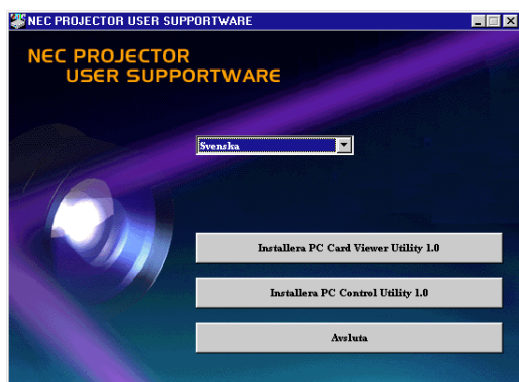 NEC PROJECTOR USER SUPPORTWARE
NEC PROJECTOR
USER SUPPORTWARE
Svenska
Installera PC Card Viewer Utility 1.0
Installera PC Control Utility 1.0
Avsluta